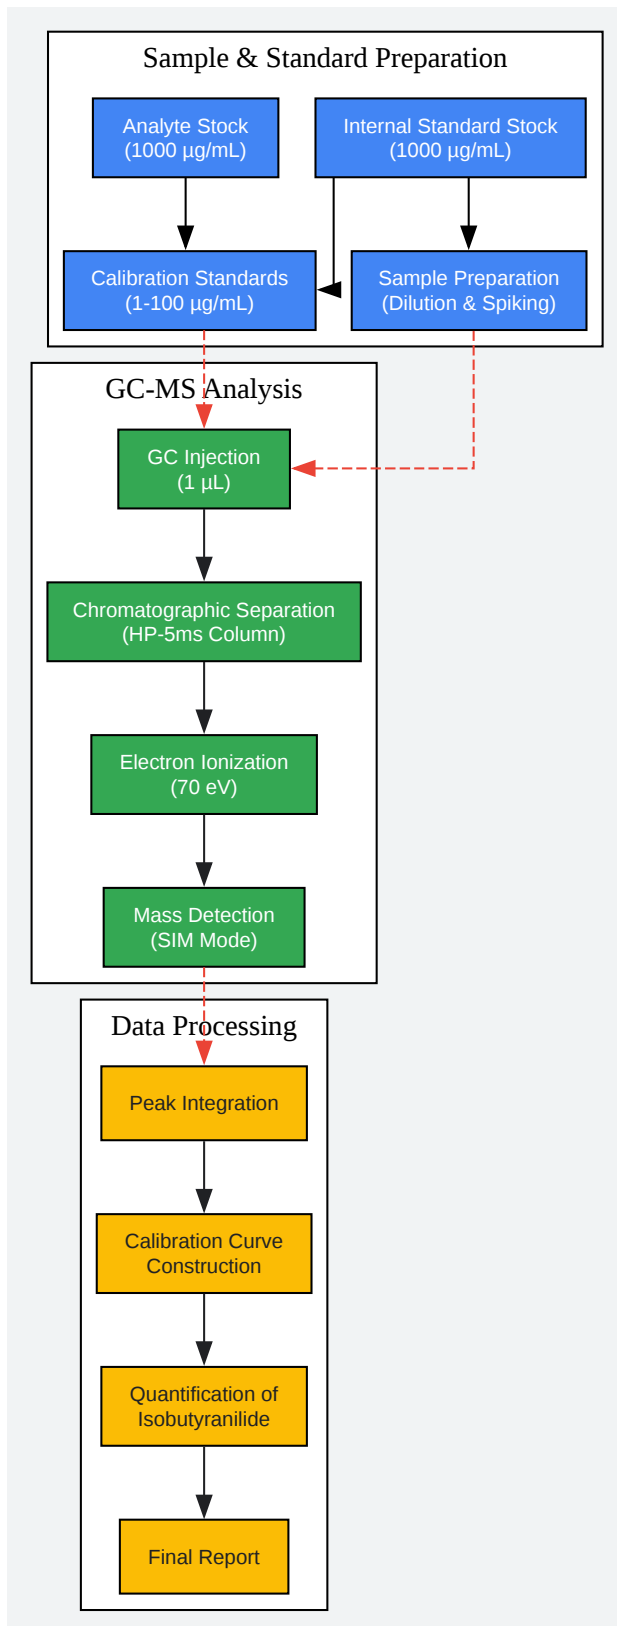 Sample & Standard Preparation
Analyte Stock
(1000 µg/mL)
Internal Standard Stock
(1000 µg/mL)
Calibration Standards
(1-100 µg/mL)
Sample Preparation
(Dilution & Spiking)
GC-MS Analysis
GC Injection
(1 µL)
Chromatographic Separation
(HP-5ms Column)
Electron Ionization
(70 eV)
Mass Detection
(SIM Mode)
Data Processing
Peak Integration
Calibration Curve
Construction
Quantification of
Isobutyranilide
Final Report